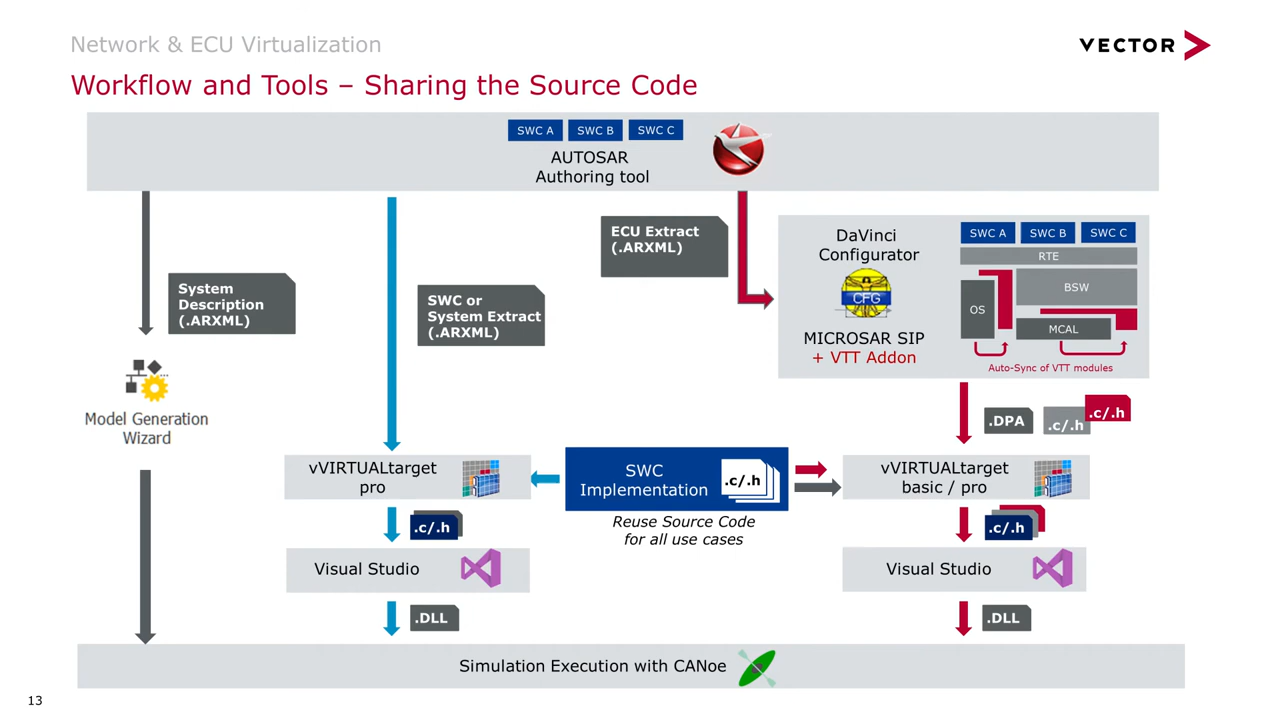 Network & ECU Virtualization
VECTOR
Workflow and Tools – Sharing the Source Code
SWC A
SWC B
SWC C
AUTOSAR
Authoring tool
System
Description
(.ARXML)
SWC or
System Extract
(.ARXML)
ECU Extract
(.ARXML)
DaVinci
Configurator
CFG
MICROSAR SIP
+ VTT Addon
SWC A
SWC B
SWC C
RTE
BSW
OS
MCAL
Auto-Sync of VTT modules
Model Generation
Wizard
.DPA
.c/.h
.c/.h
vVIRTUALtarget
pro
SWC
Implementation
.c/.h
Reuse Source Code
for all use cases
vVIRTUALtarget
basic / pro
.c/.h
.c/.h
Visual Studio
Visual Studio
.DLL
.DLL
Simulation Execution with CANoe
13